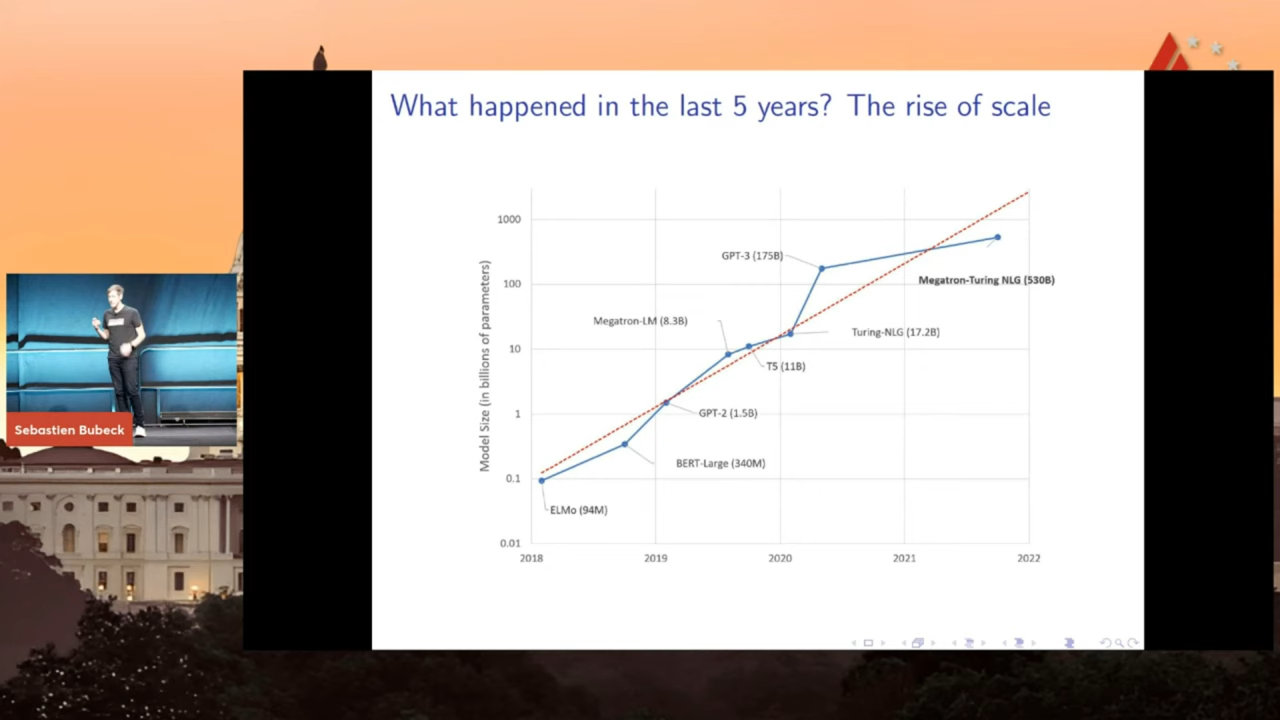 What happened in the last 5 years? The rise of scale
Model Size (in billions of parameters)
1000
100
10
1
0.1
0.01
2018
2019
2020
2021
2022
GPT-3 (175B)
Megatron-Turing NLG (530B)
Megatron-LM (8.3B)
Turing-NLG (17.2B)
T5 (11B)
GPT-2 (1.5B)
BERT-Large (340M)
ELMo (94M)
Sebastien Bubeck